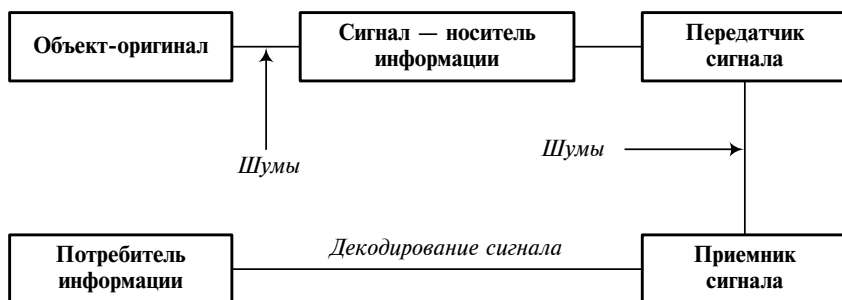 Объект-оригинал
Сигнал — носитель
информации
Передатчик
сигнала
Шумы
Шумы
Потребитель
информации
Декодирование сигнала
Приемник
сигнала